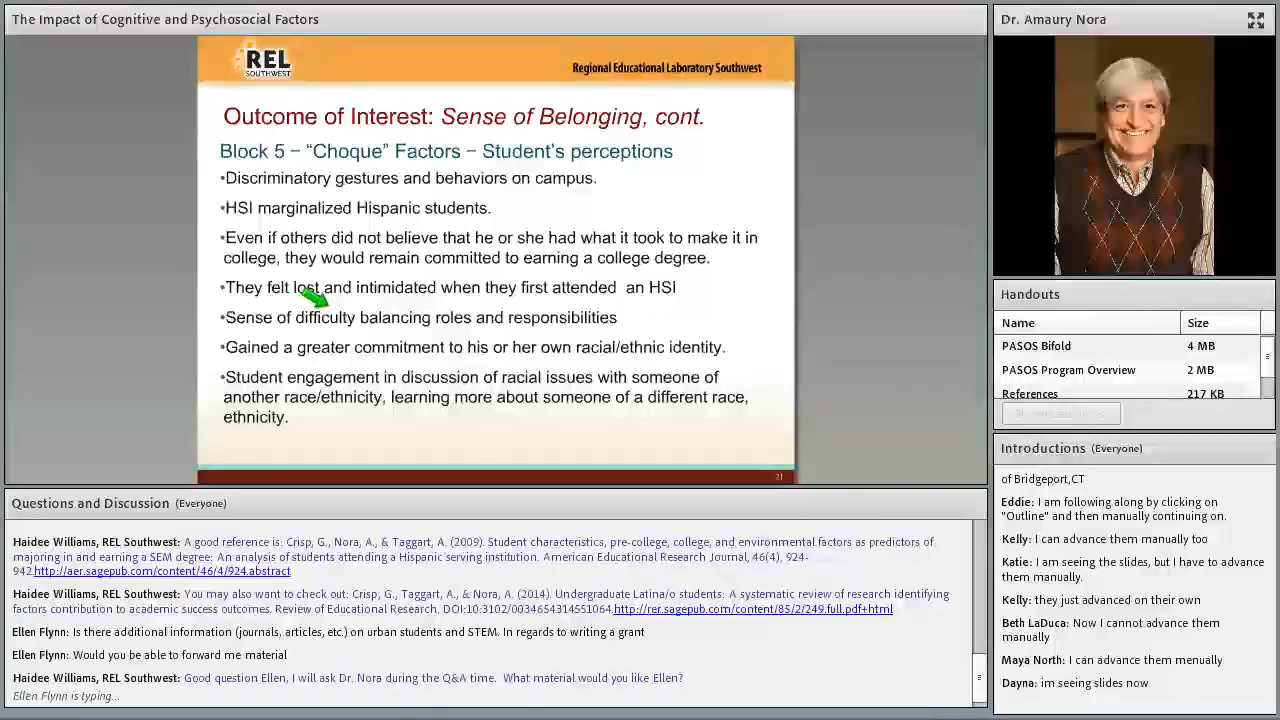 The Impact of Cognitive and Psychosocial Factors
REL
SOUTHWEST
Regional Educational Laboratory Southwest
Outcome of Interest: Sense of Belonging, cont.
Block 5 – “Choque” Factors – Student’s perceptions
•Discriminatory gestures and behaviors on campus.
•HSI marginalized Hispanic students.
•Even if others did not believe that he or she had what it took to make it in
college, they would remain committed to earning a college degree.
•They felt lost and intimidated when they first attended an HSI
•Sense of difficulty balancing roles and responsibilities
•Gained a greater commitment to his or her own racial/ethnic identity.
•Student engagement in discussion of racial issues with someone of
another race/ethnicity, learning more about someone of a different race,
ethnicity.
21
Questions and Discussion (Everyone)
Haidee Williams, REL Southwest: A good reference is: Crisp, G., Nora, A., & Taggart, A. (2009). Student characteristics, pre-college, college, and environmental factors as predictors of
majoring in and earning a SEM degree: An analysis of students attending a Hispanic serving institution. American Educational Research Journal, 46(4), 924-
942.http://aer.sagepub.com/content/46/4/924.abstract
Haidee Williams, REL Southwest: You may also want to check out: Crisp, G., Taggart, A., & Nora, A. (2014). Undergraduate Latina/o students: A systematic review of research identifying
factors contribution to academic success outcomes. Review of Educational Research. DOI:10.3102/0034654314551064.http://rer.sagepub.com/content/85/2/249.full.pdf+html
Ellen Flynn: Is there additional information (journals, articles, etc.) on urban students and STEM. In regards to writing a grant
Ellen Flynn: Would you be able to forward me material
Haidee Williams, REL Southwest: Good question Ellen, I will ask Dr. Nora during the Q&A time.  What material would you like Ellen?
Ellen Flynn is typing...
Dr. Amaury Nora
Handouts
Name Size
PASOS Bifold 4 MB
PASOS Program Overview 2 MB
References 217 KB
Introductions (Everyone)
of Bridgeport,CT
Eddie: I am following along by clicking on
"Outline" and then manually continuing on.
Kelly: I can advance them manually too
Katie: I am seeing the slides, but I have to advance
them manually.
Kelly: they just advanced on their own
Beth LaDuca: Now I cannot advance them
manually
Maya North: I can advance them menually
Dayna: im seeing slides now